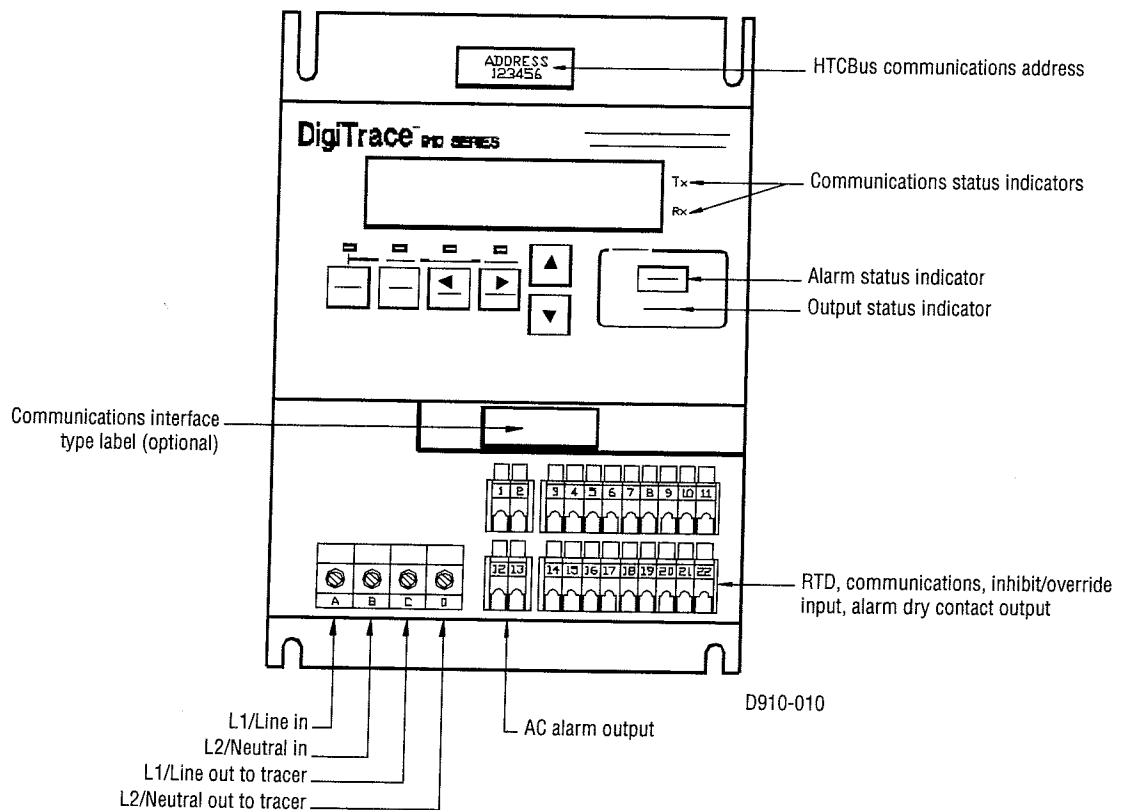 ADDRESS
123456
HTCBus communications address
DigiTrace™ 910 SERIES
Tx
Rx
Communications status indicators
Alarm status indicator
Output status indicator
Communications interface
type label (optional)
1 2 3 4 5 6 7 8 9 10 11
12 13 14 15 16 17 18 19 20 21 22
A B C D
RTD, communications, inhibit/override
input, alarm dry contact output
D910-010
L1/Line in
L2/Neutral in
L1/Line out to tracer
L2/Neutral out to tracer
AC alarm output